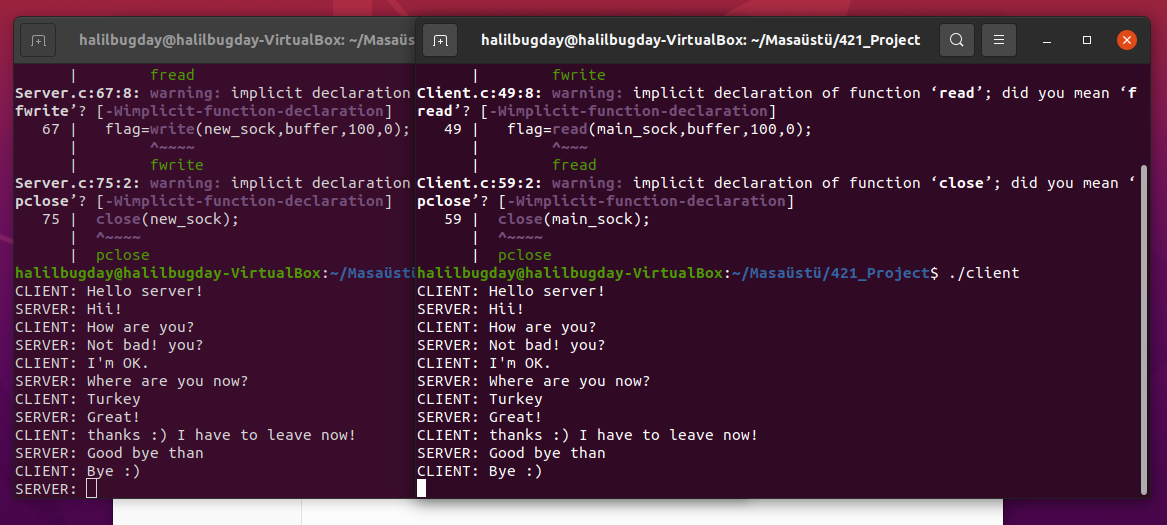 halilbugday@halilbugday-VirtualBox: ~/Masaüs
       |        fread
Server.c:67:8: warning: implicit declaration
fwrite’? [-Wimplicit-function-declaration]
   67 |   flag=write(new_sock,buffer,100,0);
      |        ^~~~~
      |        fwrite
Server.c:75:2: warning: implicit declaration
pclose’? [-Wimplicit-function-declaration]
   75 |  close(new_sock);
      |  ^~~~~
      |  pclose
halilbugday@halilbugday-VirtualBox:~/Masaüstü
CLIENT: Hello server!
SERVER: Hii!
CLIENT: How are you?
SERVER: Not bad! you?
CLIENT: I'm OK.
SERVER: Where are you now?
CLIENT: Turkey
SERVER: Great!
CLIENT: thanks :) I have to leave now!
SERVER: Good bye than
CLIENT: Bye :)
SERVER:
halilbugday@halilbugday-VirtualBox: ~/Masaüstü/421_Project
      |        fwrite
Client.c:49:8: warning: implicit declaration of function ‘read’; did you mean ‘f
read’? [-Wimplicit-function-declaration]
   49 |   flag=read(main_sock,buffer,100,0);
      |        ^~~~
      |        fread
Client.c:59:2: warning: implicit declaration of function ‘close’; did you mean ‘
pclose’? [-Wimplicit-function-declaration]
   59 |  close(main_sock);
      |  ^~~~~
      |  pclose
halilbugday@halilbugday-VirtualBox:~/Masaüstü/421_Project$ ./client
CLIENT: Hello server!
SERVER: Hii!
CLIENT: How are you?
SERVER: Not bad! you?
CLIENT: I'm OK.
SERVER: Where are you now?
CLIENT: Turkey
SERVER: Great!
CLIENT: thanks :) I have to leave now!
SERVER: Good bye than
CLIENT: Bye :)